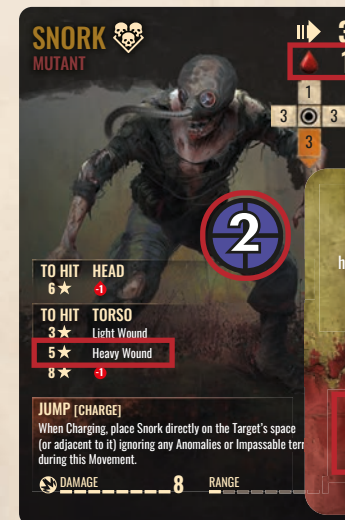 SNORK
MUTANT
3
1
1
3 3
3
2
h
TO HIT HEAD
6★ -1
TO HIT TORSO
3★ Light Wound
5★ Heavy Wound
8★ -1
JUMP [CHARGE]
When Charging, place Snork directly on the Target's space
(or adjacent to it) ignoring any Anomalies or Impassable terr
during this Movement.
DAMAGE 8 RANGE